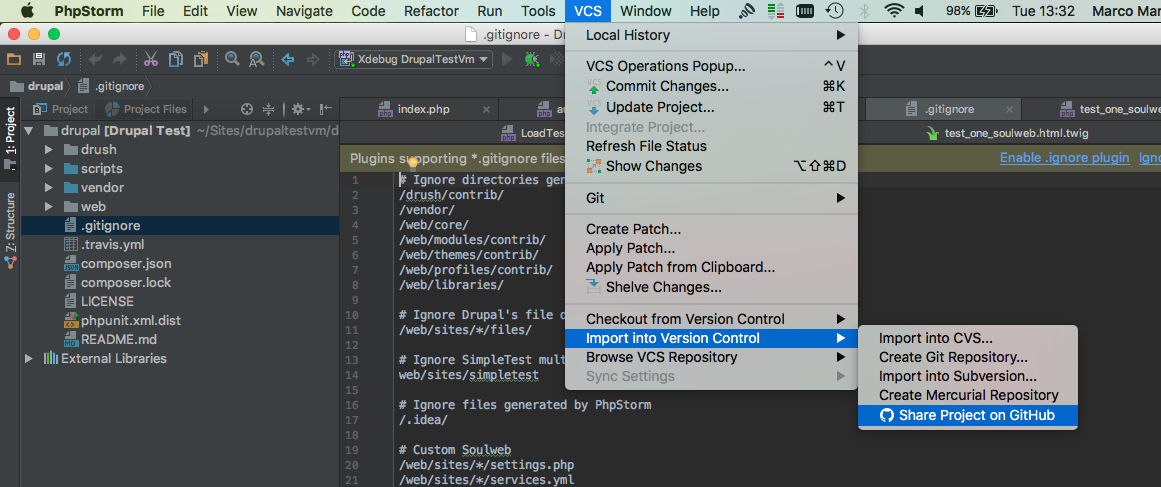 PhpStorm File Edit View Navigate Code Refactor Run Tools VCS Window Help 98% Tue 13:32 Marco Mar
.gitignore - D
Xdebug DrupalTestVm
drupal .gitignore
Project Project Files
index.php
.gitignore
test_one_soulweb
LoadTes
test_one_soulweb.html.twig
1: Project
7: Structure
drupal [Drupal Test] ~/Sites/drupaltestvm/d
drush
scripts
vendor
web
.gitignore
.travis.yml
composer.json
composer.lock
LICENSE
phpunit.xml.dist
README.md
External Libraries
Plugins supporting *.gitignore files
Enable .ignore plugin Igno
1 # Ignore directories gen
2 /drush/contrib/
3 /vendor/
4 /web/core/
5 /web/modules/contrib/
6 /web/themes/contrib/
7 /web/profiles/contrib/
8 /web/libraries/
9
10 # Ignore Drupal's file d
11 /web/sites/*/files/
12
13 # Ignore SimpleTest mult
14 web/sites/simpletest
15
16 # Ignore files generated by PhpStorm
17 /.idea/
18
19 # Custom Soulweb
20 /web/sites/*/settings.php
21 /web/sites/*/services.yml
Local History
VCS Operations Popup... ⌃V
Commit Changes... ⌘K
Update Project... ⌘T
Integrate Project...
Refresh File Status
Show Changes ⌥⇧⌘D
Git
Create Patch...
Apply Patch...
Apply Patch from Clipboard...
Shelve Changes...
Checkout from Version Control
Import into Version Control
Browse VCS Repository
Sync Settings
Import into CVS...
Create Git Repository...
Import into Subversion...
Create Mercurial Repository
Share Project on GitHub